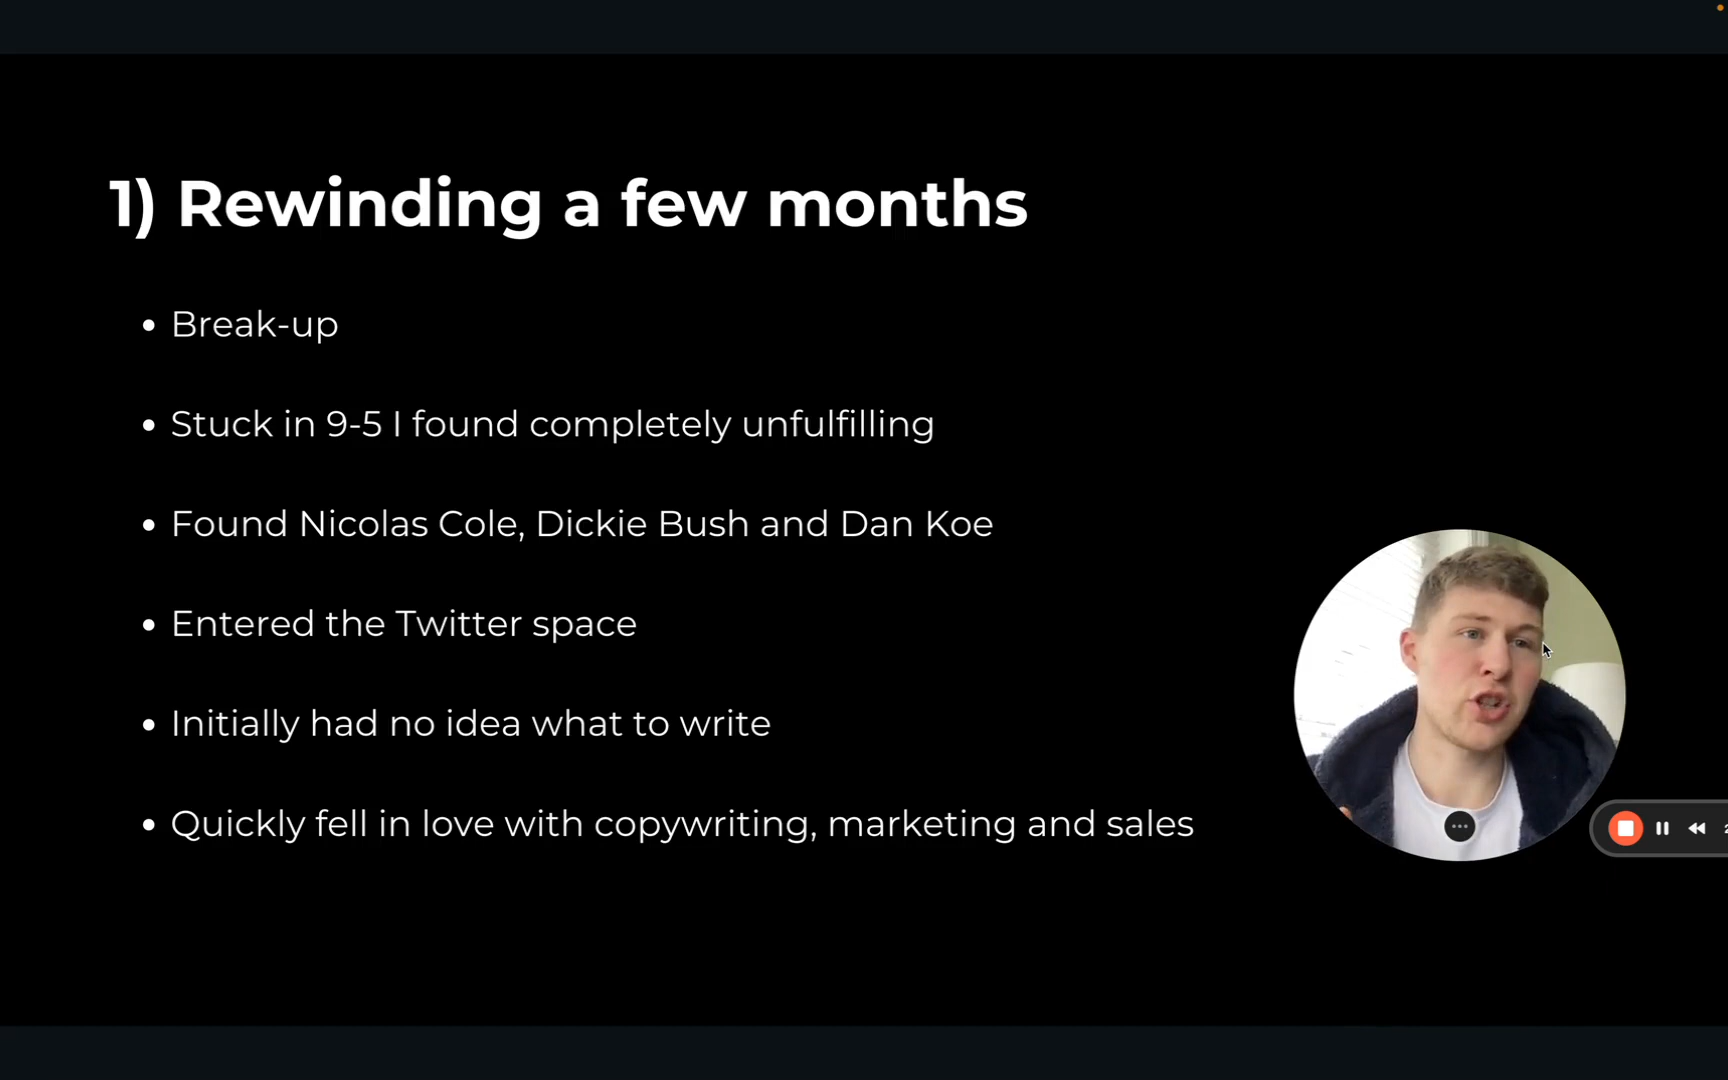 1) Rewinding a few months
• Break-up
• Stuck in 9-5 I found completely unfulfilling
• Found Nicolas Cole, Dickie Bush and Dan Koe
• Entered the Twitter space
• Initially had no idea what to write
• Quickly fell in love with copywriting, marketing and sales